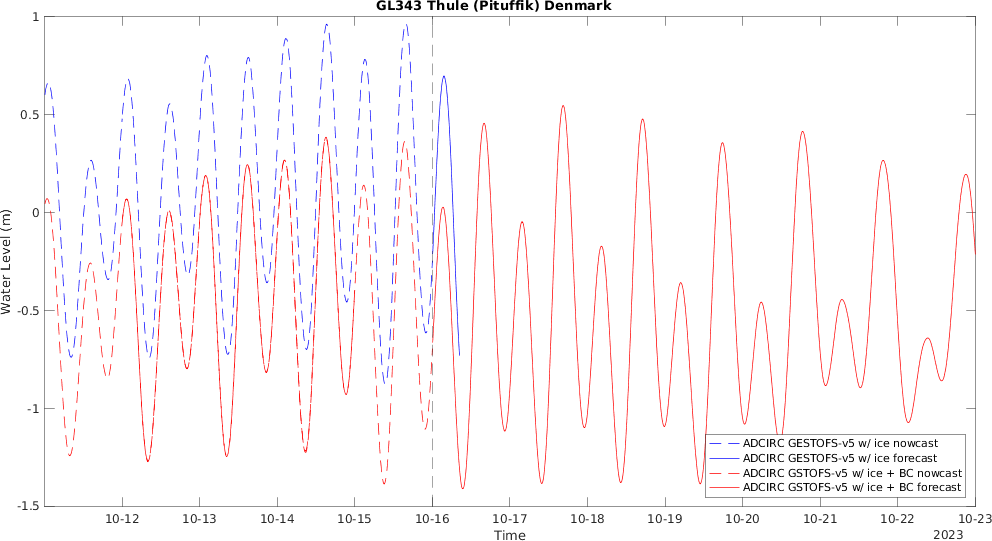 GL343 Thule (Pituffik) Denmark
1
0.5
0
-0.5
-1
-1.5
Water Level (m)
ADCIRC GESTOFS-v5 w/ ice nowcast
ADCIRC GESTOFS-v5 w/ ice forecast
ADCIRC GSTOFS-v5 w/ ice + BC nowcast
ADCIRC GSTOFS-v5 w/ ice + BC forecast
10-12 10-13 10-14 10-15 10-16 10-17 10-18 10-19 10-20 10-21 10-22 10-23
Time 2023